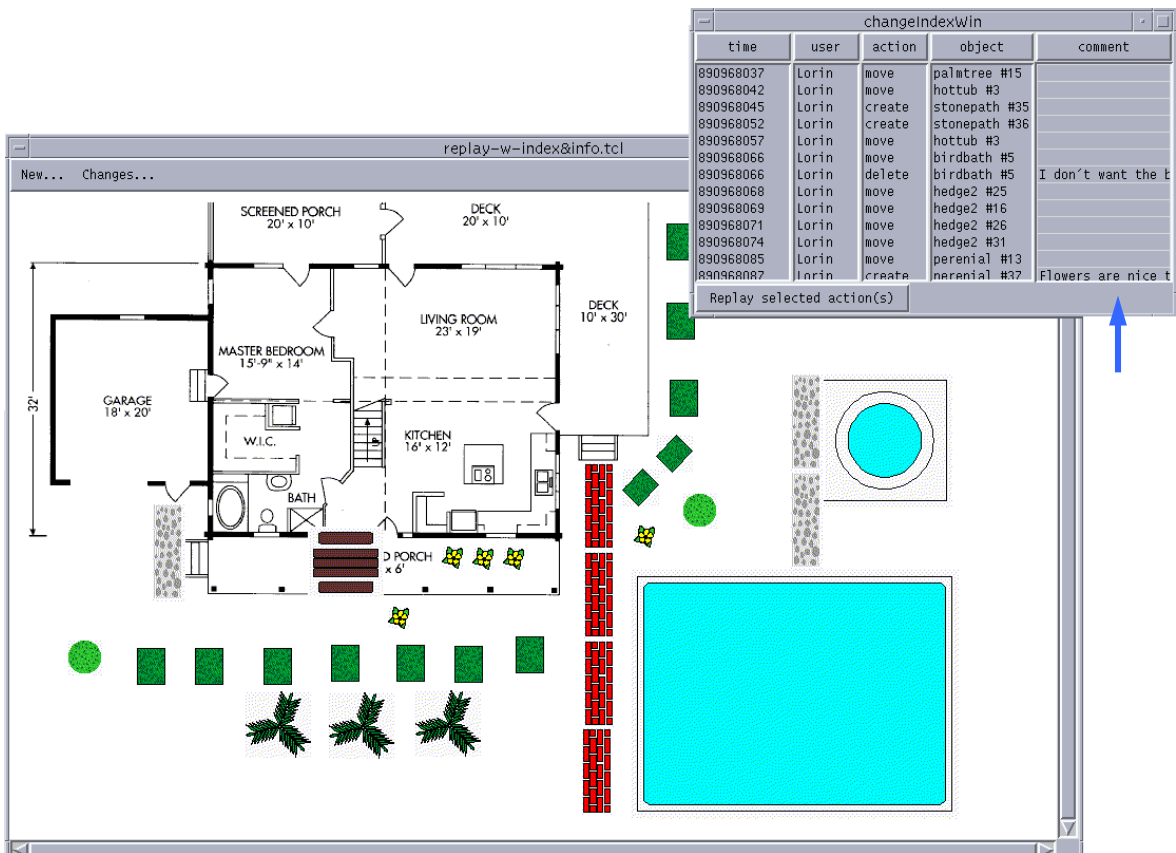 changeIndexWin
time user action object comment
890968037 Lorin move palmtree #15
890968042 Lorin move hottub #3
890968045 Lorin create stonepath #35
890968052 Lorin create stonepath #36
890968057 Lorin move hottub #3
890968066 Lorin move birdbath #5
890968066 Lorin delete birdbath #5 I don't want the b
890968068 Lorin move hedge2 #25
890968069 Lorin move hedge2 #16
890968071 Lorin move hedge2 #26
890968074 Lorin move hedge2 #31
890968085 Lorin move perenial #13
890968087 Lorin create perenial #37 Flowers are nice t
Replay selected action(s)
replay-w-index&info.tcl
New... Changes...
SCREENED PORCH
20' x 10'
DECK
20' x 10'
DECK
10' x 30'
LIVING ROOM
23' x 19'
MASTER BEDROOM
15'-9" x 14'
GARAGE
18' x 20'
32'
W.I.C.
UP
KITCHEN
16' x 12'
BATH
D PORCH
x 6'